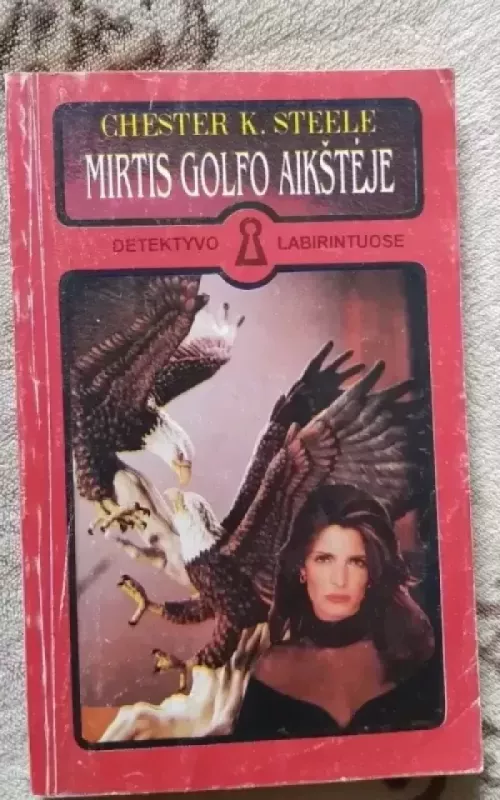 CHESTER K. STEELE
MIRTIS GOLFO AIKŠTĖJE
DETEKTYVO LABIRINTUOSE